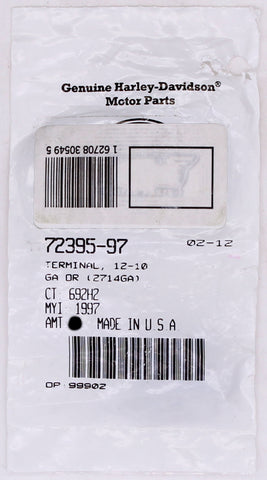 Genuine Harley-Davidson®
Motor Parts
1 62708 30549 5
72395-97 02-12
TERMINAL, 12-10
GA OR (2714GA)
CT 692H2
MYI 1997
AMT MADE IN U S A
OP 99902